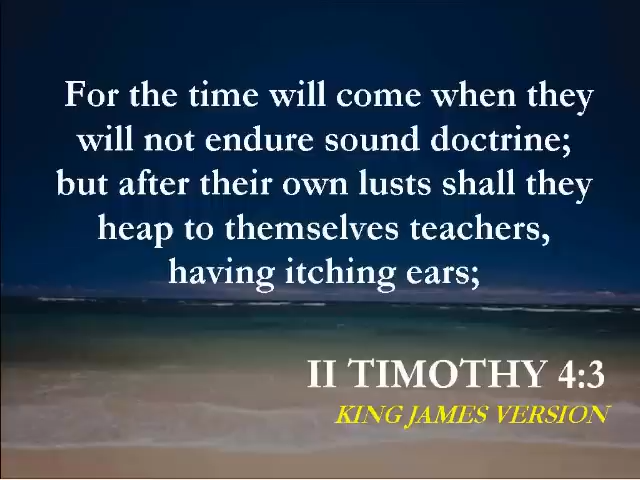 For the time will come when they
will not endure sound doctrine;
but after their own lusts shall they
heap to themselves teachers,
having itching ears;
II TIMOTHY 4:3
KING JAMES VERSION